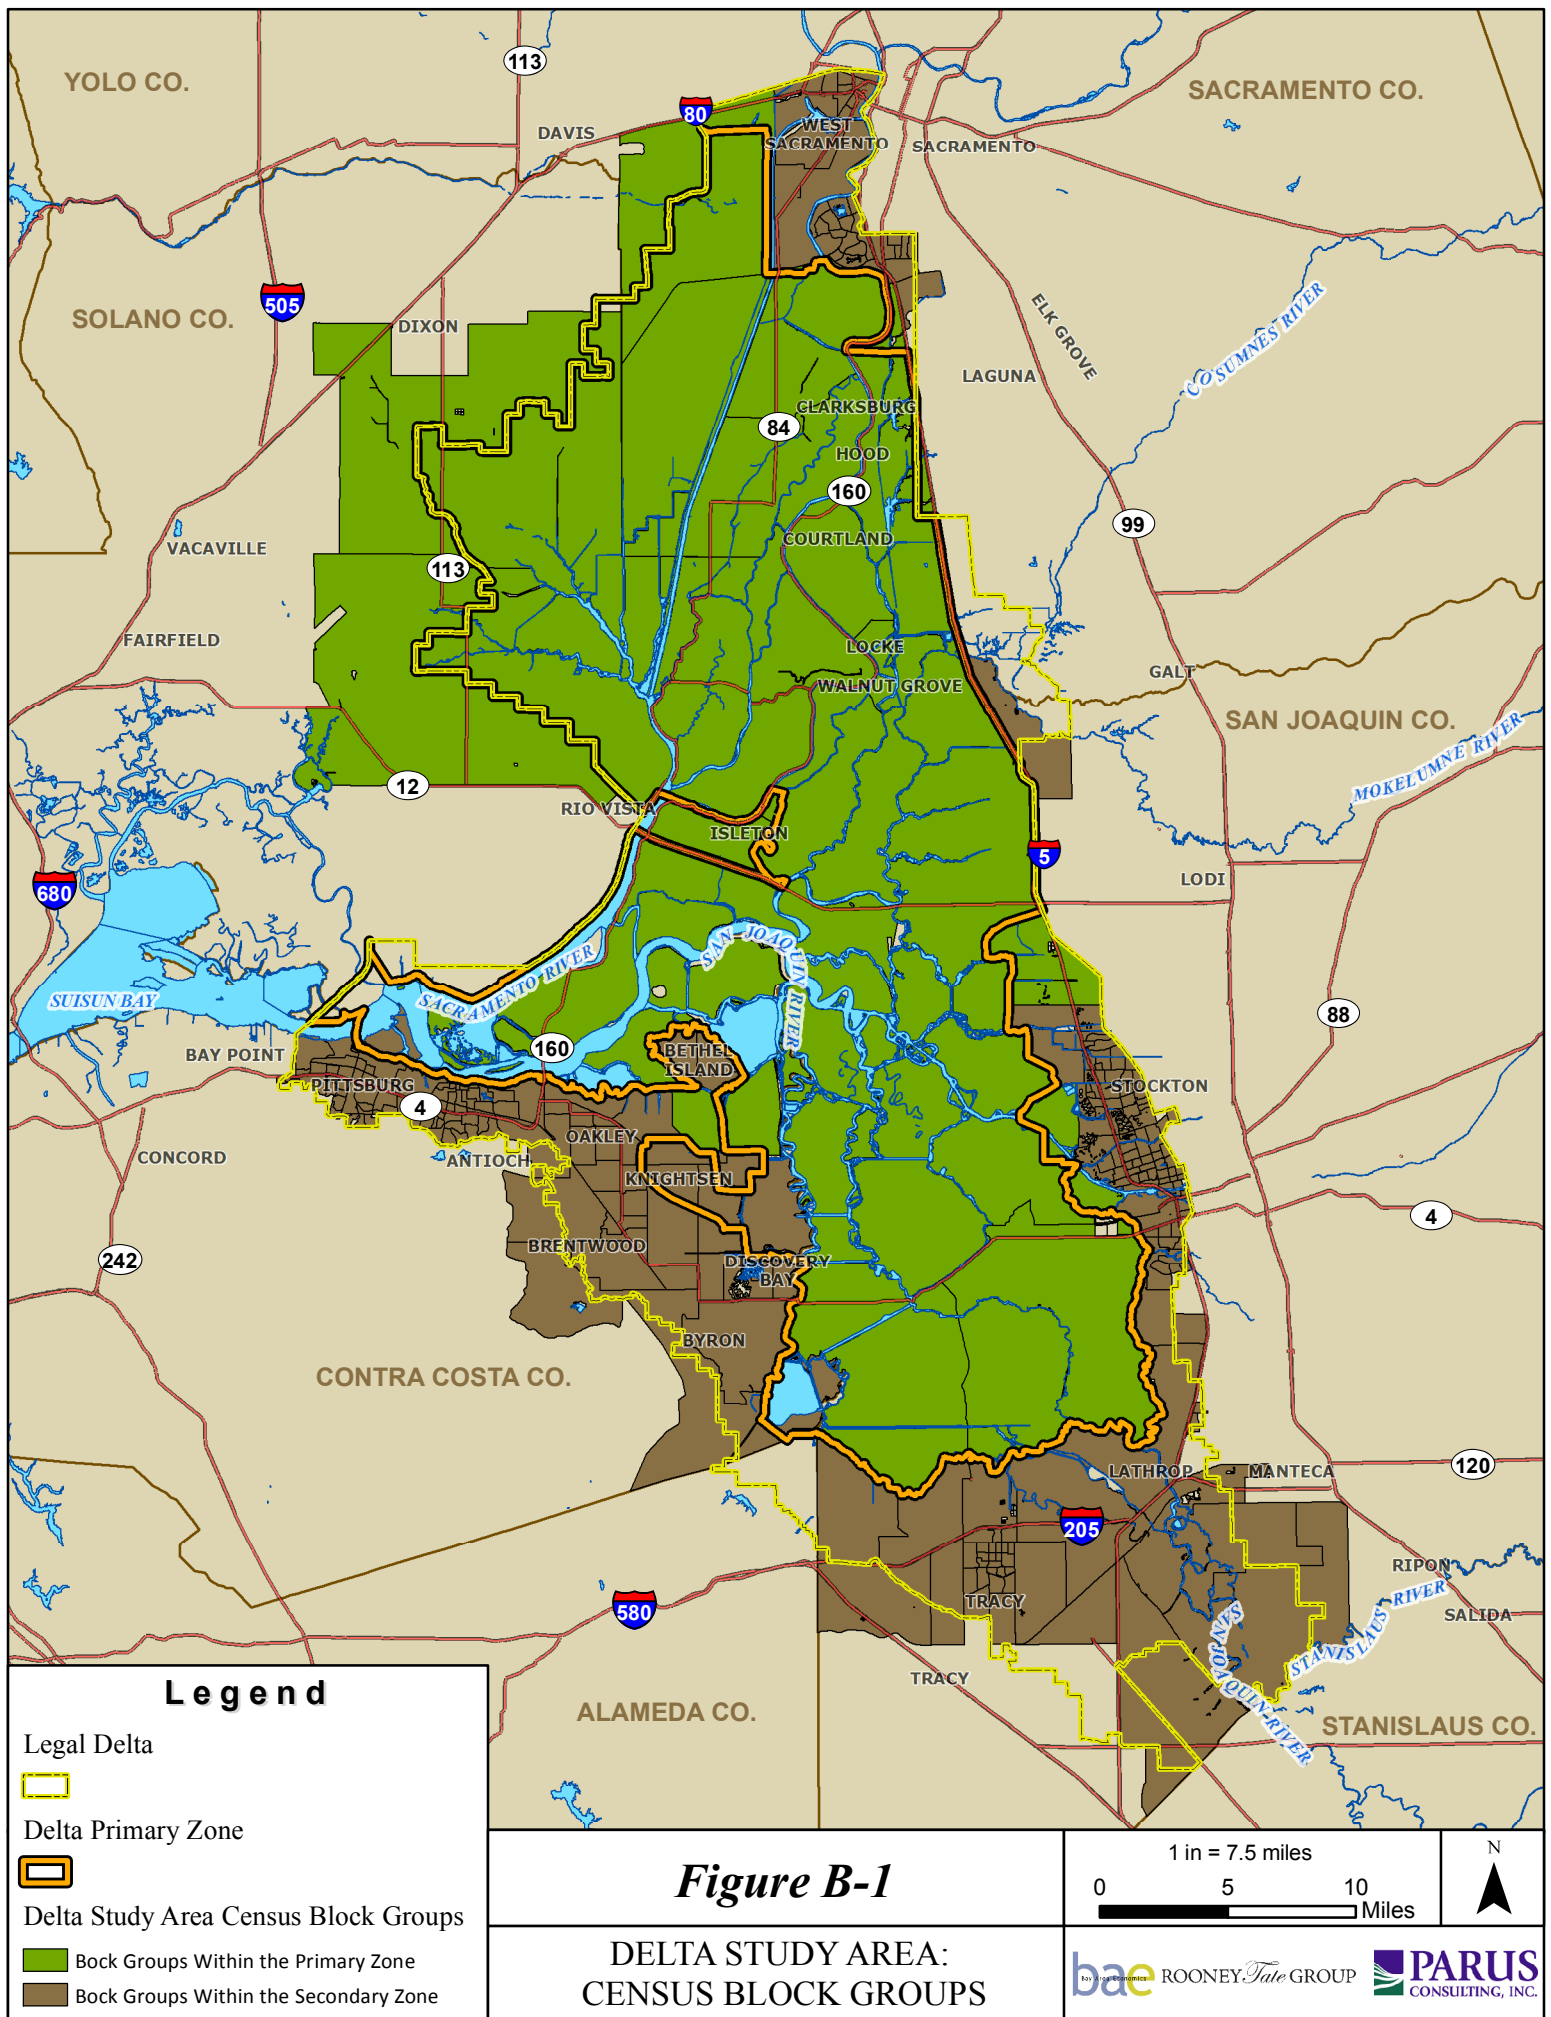 YOLO CO.
113
SACRAMENTO CO.
80
DAVIS
WEST
SACRAMENTO
SACRAMENTO
505
SOLANO CO.
DIXON
ELK GROVE
COSUMNES RIVER
LAGUNA
CLARKSBURG
84
HOOD
160
99
COURTLAND
VACAVILLE
113
FAIRFIELD
LOCKE
GALT
WALNUT GROVE
SAN JOAQUIN CO.
MOKELUMNE RIVER
12
RIO VISTA
ISLETON
5
680
LODI
SAN JOAQUIN RIVER
SACRAMENTO RIVER
SUISUN BAY
88
BAY POINT
160
BETHEL
ISLAND
PITTSBURG
STOCKTON
4
OAKLEY
CONCORD
ANTIOCH
KNIGHTSEN
4
242
BRENTWOOD
DISCOVERY
BAY
BYRON
CONTRA COSTA CO.
LATHROP
MANTECA
120
205
RIPON
580
TRACY
STANISLAUS RIVER
SALIDA
SAN JOAQUIN RIVER
TRACY
ALAMEDA CO.
STANISLAUS CO.
Legend
Legal Delta
Delta Primary Zone
Delta Study Area Census Block Groups
Bock Groups Within the Primary Zone
Bock Groups Within the Secondary Zone
Figure B-1
DELTA STUDY AREA:
CENSUS BLOCK GROUPS
1 in = 7.5 miles
0 5 10
Miles
N
bae
Bay Area Economics
ROONEY Tate GROUP
PARUS
CONSULTING, INC.